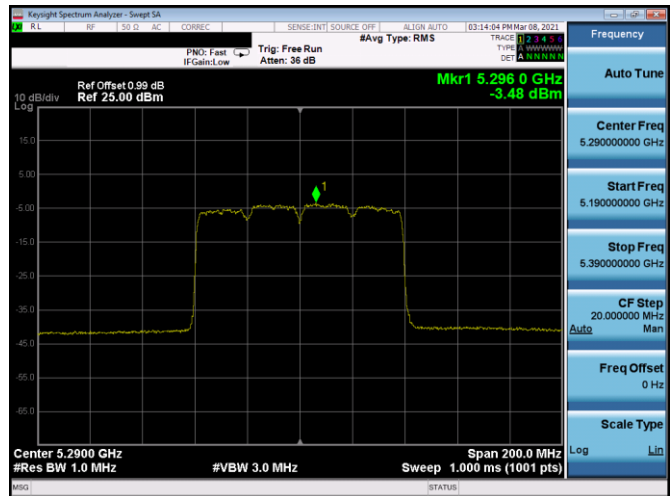 Keysight Spectrum Analyzer - Swept SA
RL RF 50 Ω AC CORREC SENSE:INT SOURCE OFF ALIGN AUTO 03:14:04 PM Mar 08, 2021
#Avg Type: RMS
TRACE 1 2 3 4 5 6
TYPE A WWWWW
DET A N N N N N
PNO: Fast
IFGain:Low
Trig: Free Run
Atten: 36 dB
Frequency
Auto Tune
Mkr1 5.296 0 GHz
-3.48 dBm
Ref Offset 0.99 dB
10 dB/div Ref 25.00 dBm
Log
15.0
5.00
-5.00
-15.0
-25.0
-35.0
-45.0
-55.0
-65.0
1
Center Freq
5.290000000 GHz
Start Freq
5.190000000 GHz
Stop Freq
5.390000000 GHz
CF Step
20.000000 MHz
Auto Man
Freq Offset
0 Hz
Scale Type
Log Lin
Center 5.2900 GHz Span 200.0 MHz
#Res BW 1.0 MHz #VBW 3.0 MHz Sweep 1.000 ms (1001 pts)
MSG STATUS